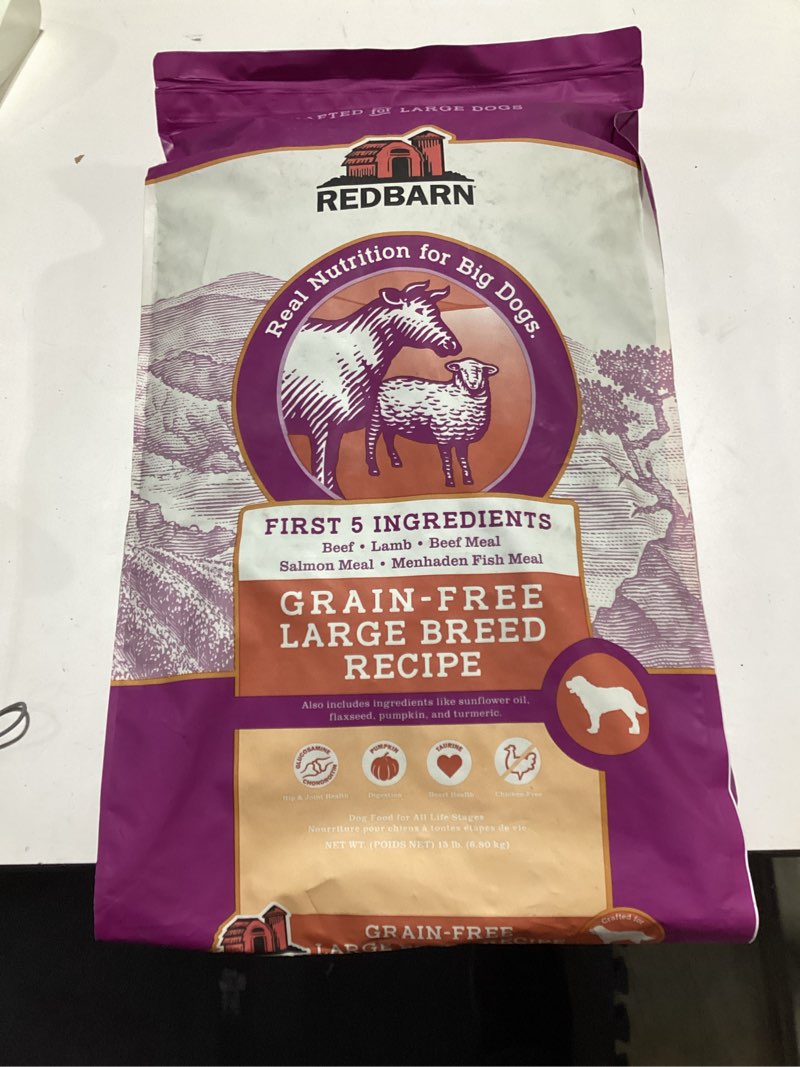 FOR LARGE DOGS
REDBARN
Real Nutrition for Big Dogs.
FIRST 5 INGREDIENTS
Beef • Lamb • Beef Meal
Salmon Meal • Menhaden Fish Meal
GRAIN-FREE
LARGE BREED
RECIPE
Also includes ingredients like sunflower oil,
flaxseed, pumpkin, and turmeric.
GLUCOSAMINE CHONDROITIN
PUMPKIN
TAURINE
Hip & Joint Health
Digestion
Heart Health
Chicken-Free
Dog Food for All Life Stages
Nourriture pour chiens à toutes étapes de vie
NET WT. (POIDS NET) 15 lb. (6.80 kg)
Crafted for
GRAIN-FREE
LARGE